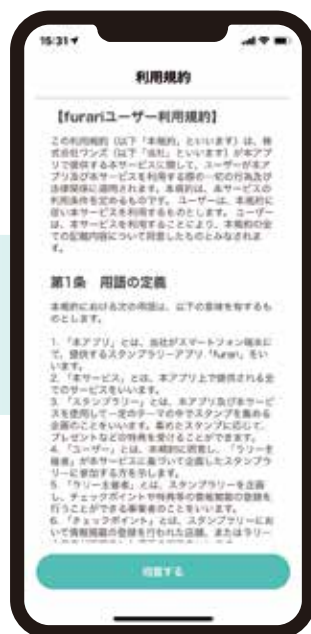 15:31
利用規約
【furariユーザー利用規約】
この利用規約（以下「本規約」といいます）は、株
式会社ワンズ（以下「当社」といいます）が本アプ
リで提供する本サービスに関して、ユーザーが本ア
プリ及び本サービスを利用する際の一切の行為及び
法律関係に適用されます。本規約は、本サービスの
利用条件を定めるものです。ユーザーは、本規約に
従い本サービスを利用するものとします。ユーザー
は、本サービスを利用することにより、本規約の全
ての記載内容について同意したものとみなされま
す。
第1条 用語の定義
本規約における次の用語は、以下の意味を有するも
のとします。
1. 「本アプリ」とは、当社がスマートフォン端末に
て、提供するスタンプラリーアプリ「furari」をい
います。
2. 「本サービス」とは、本アプリ上で提供される全
てのサービスをいいます。
3. 「スタンプラリー」とは、本アプリ及び本サービ
スを使用して一定のテーマの中でスタンプを集める
企画のことをいいます。集めたスタンプに応じて、
プレゼントなどの特典を受けることができます。
4. 「ユーザー」とは、本規約に同意し、「ラリー主
催者」が本サービスに基づいて企画したスタンプラ
リーに参加する方を示します。
5. 「ラリー主催者」とは、スタンプラリーを企画
し、チェックポイントや特典等の情報掲載の登録を
行うことができる事業者のことをいいます。
6. 「チェックポイント」とは、スタンプラリーにお
いて情報掲載の登録を行われた店舗、またはラリー
同意する